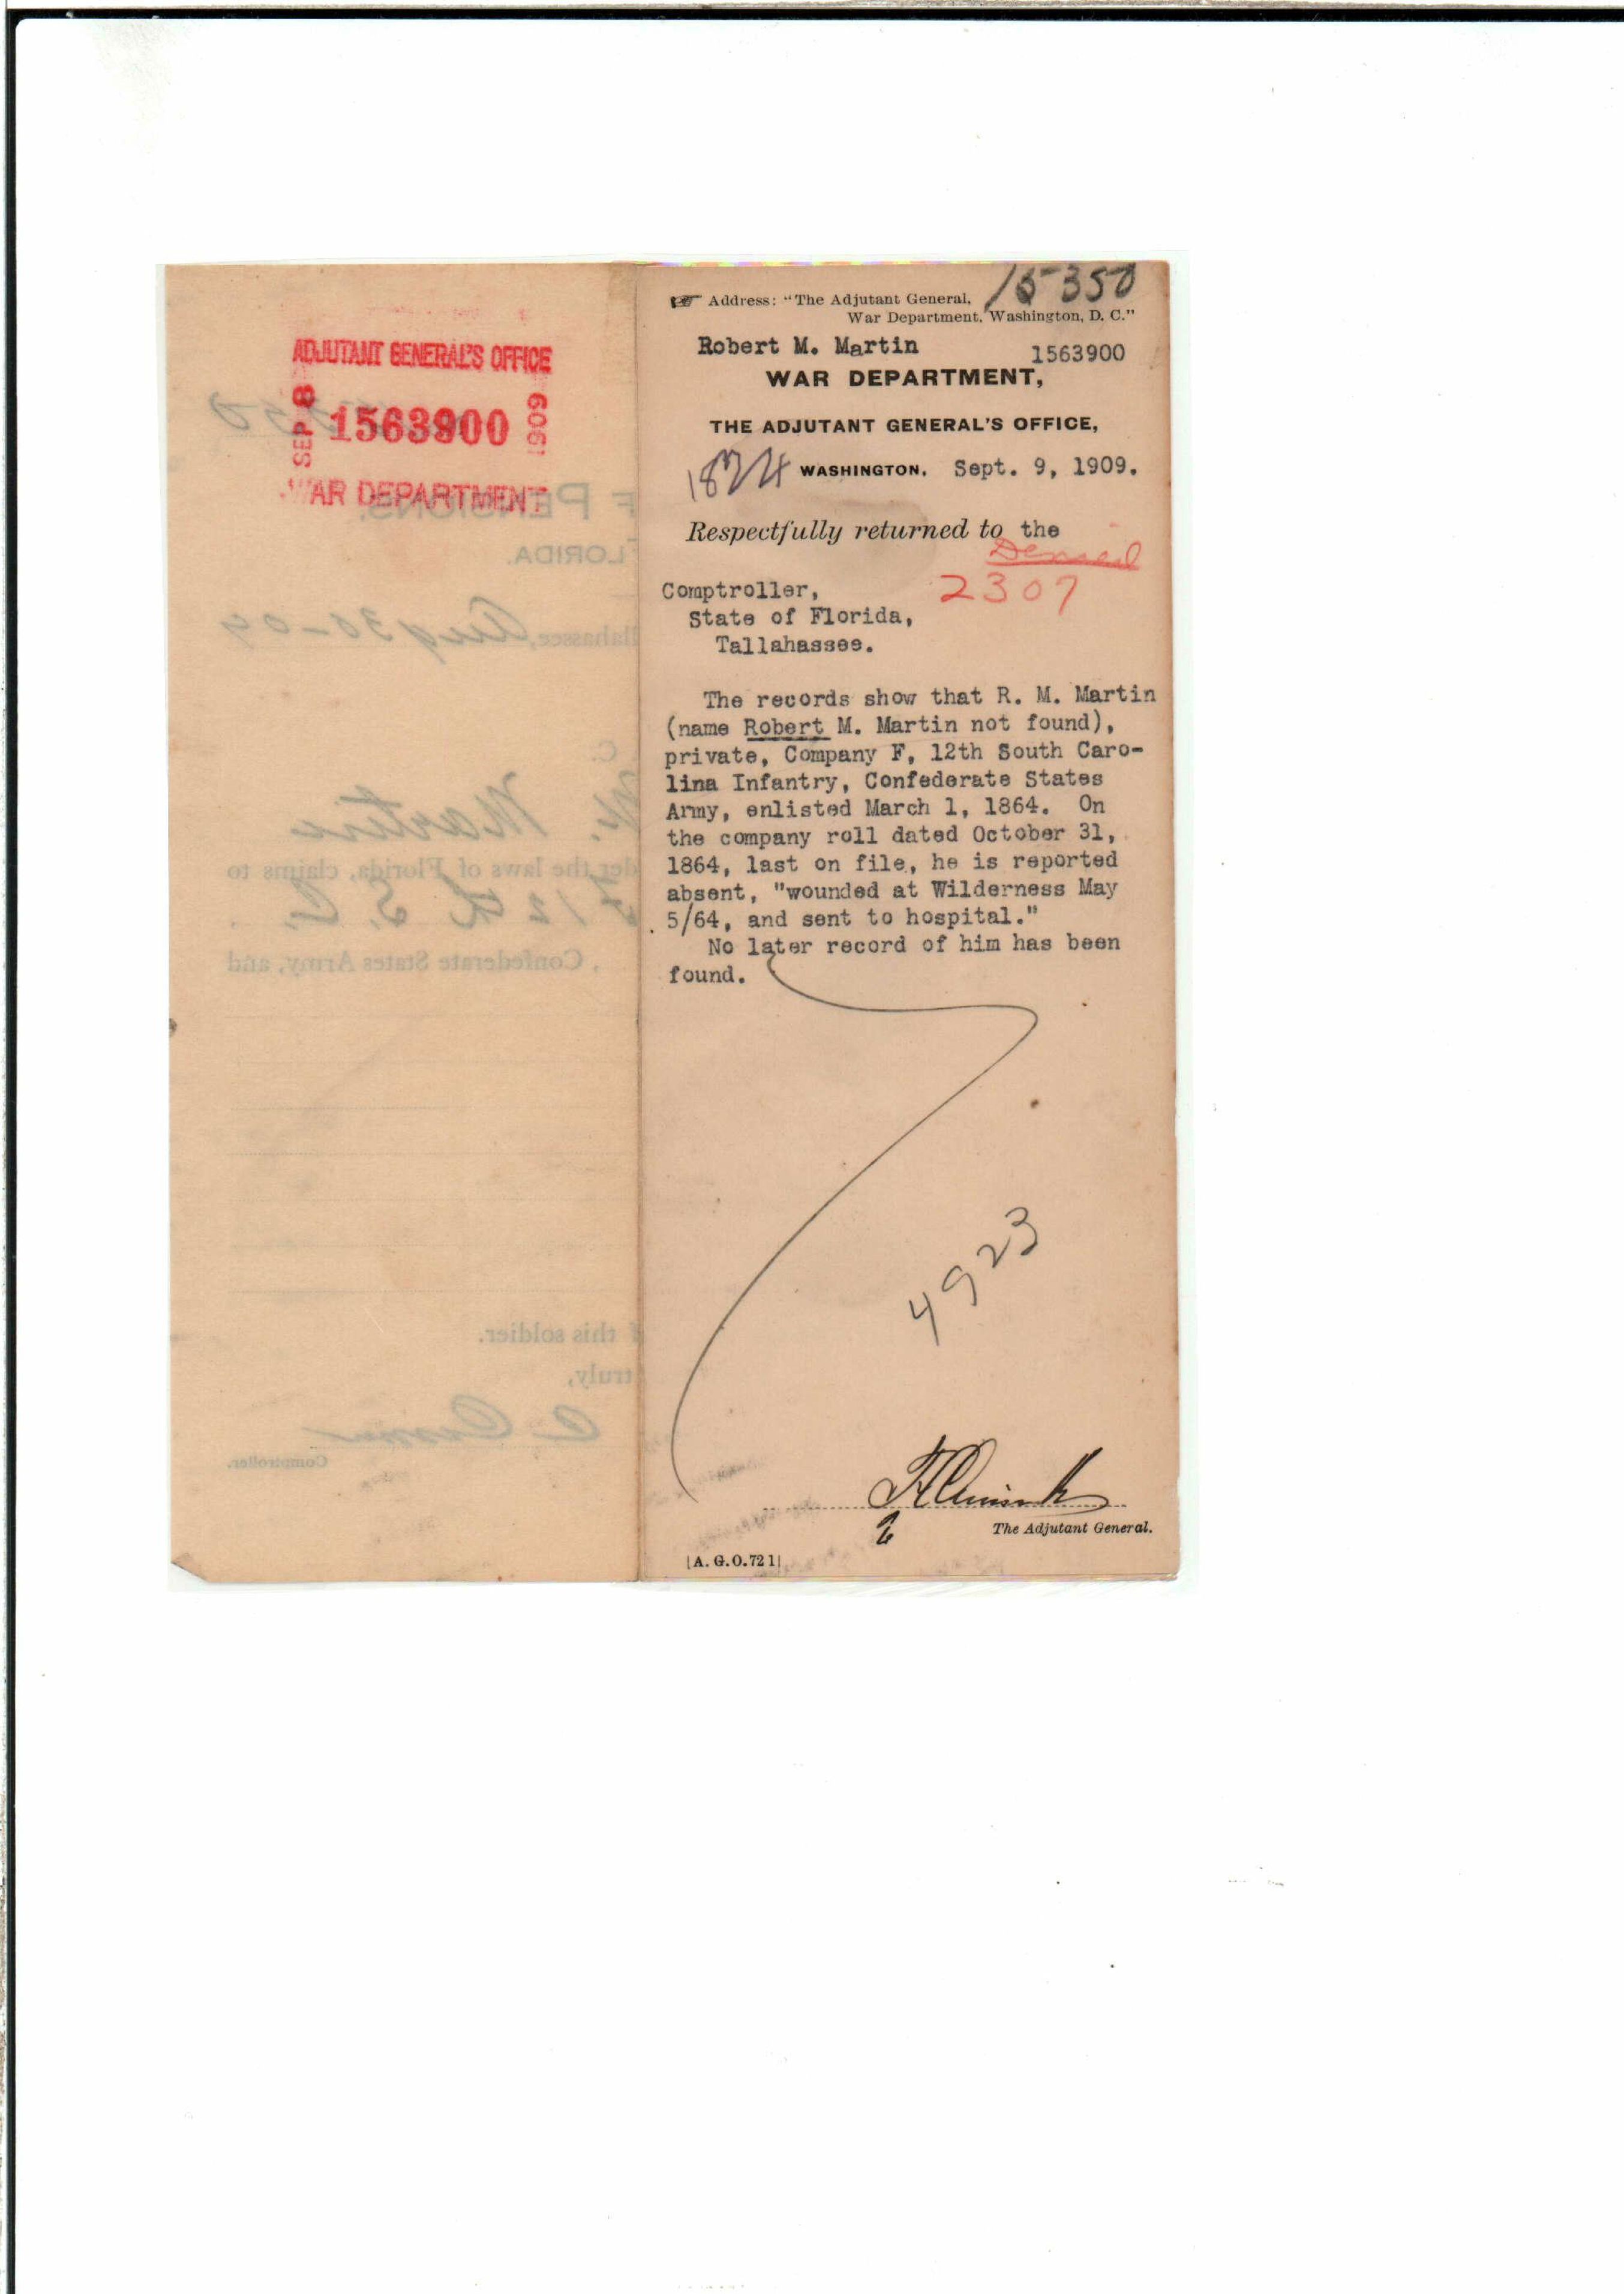 ADJUTANT GENERAL'S OFFICE
SEP 8
1563900
1909
WAR DEPARTMENT
F PENSIONS,
FLORIDA.
llahassee, Aug 30-09
C.
M. Martin
der the laws of Florida, claims to
F 12th S. C.
, Confederate States Army, and
f this soldier.
truly,
Comptroller.
15350
Address: "The Adjutant General,
War Department, Washington, D. C."
Robert M. Martin
1563900
WAR DEPARTMENT,
THE ADJUTANT GENERAL'S OFFICE,
WASHINGTON, Sept. 9, 1909.
Respectfully returned to the
Denied
2307
Comptroller,
State of Florida,
Tallahassee.
The records show that R. M. Martin
(name Robert M. Martin not found),
private, Company F, 12th South Caro-
lina Infantry, Confederate States
Army, enlisted March 1, 1864. On
the company roll dated October 31,
1864, last on file, he is reported
absent, "wounded at Wilderness May
5/64, and sent to hospital."
No later record of him has been
found.
4923
The Adjutant General.
[A. G. O. 721]